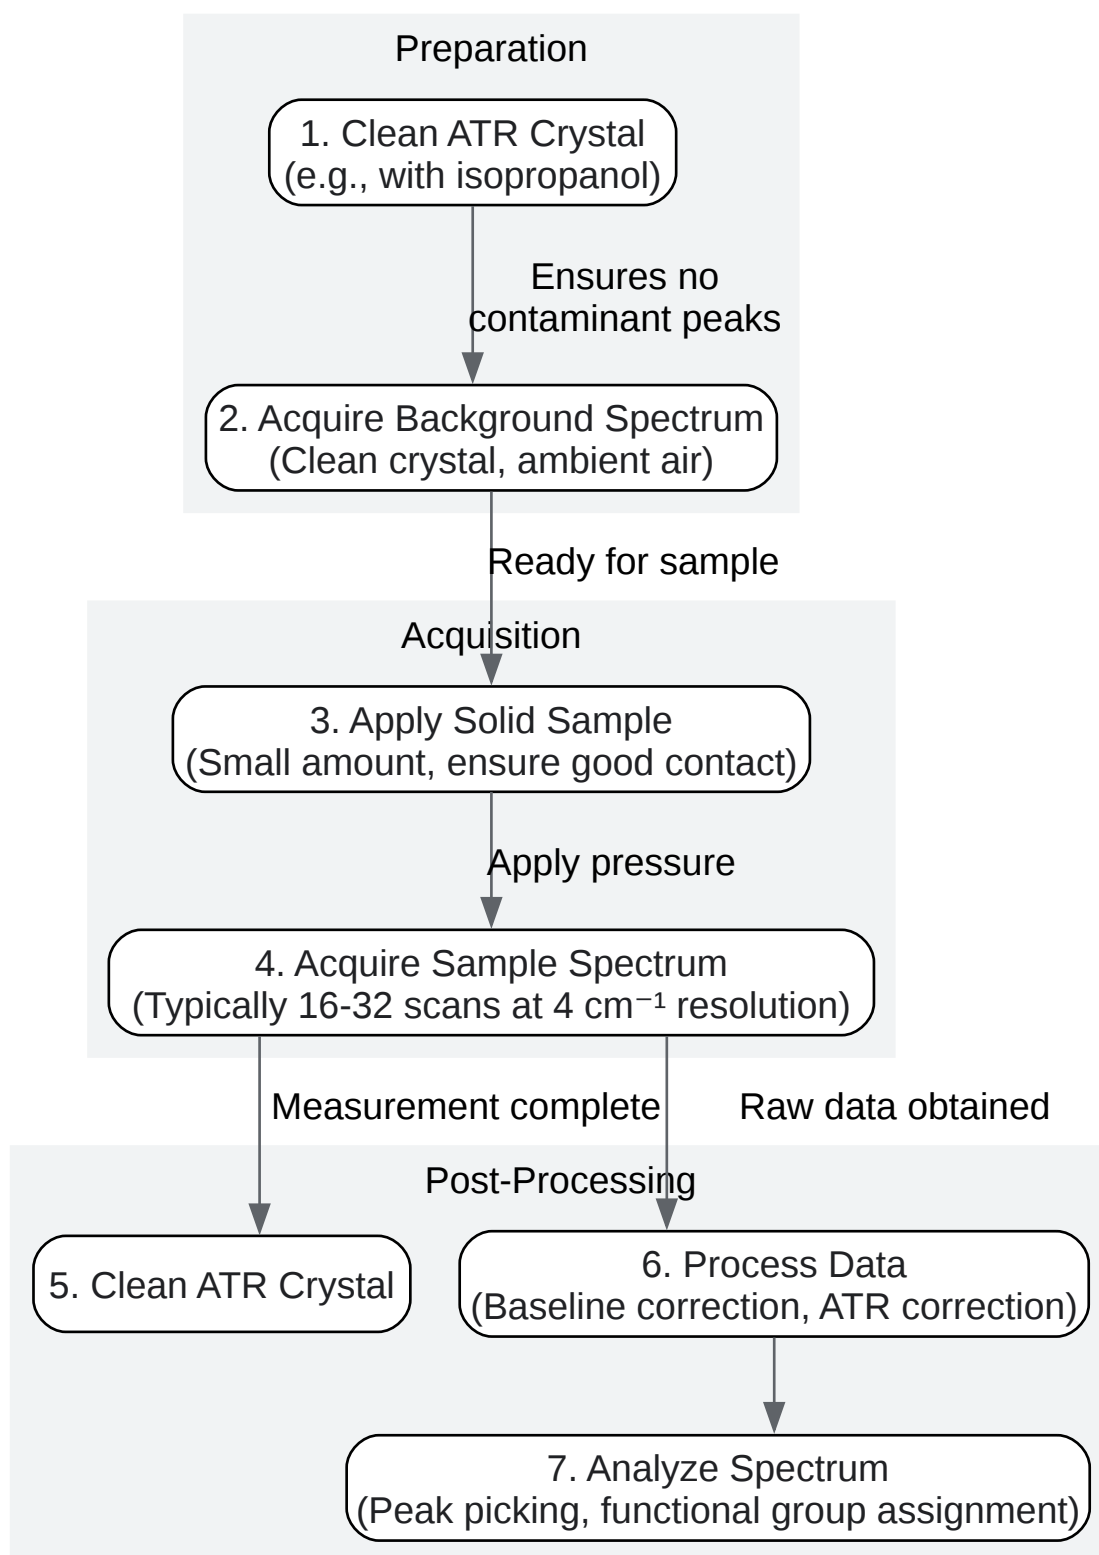 Preparation
1. Clean ATR Crystal
(e.g., with isopropanol)
Ensures no
contaminant peaks
2. Acquire Background Spectrum
(Clean crystal, ambient air)
Ready for sample
Acquisition
3. Apply Solid Sample
(Small amount, ensure good contact)
Apply pressure
4. Acquire Sample Spectrum
(Typically 16-32 scans at 4 cm⁻¹ resolution)
Measurement complete
Raw data obtained
Post-Processing
5. Clean ATR Crystal
6. Process Data
(Baseline correction, ATR correction)
7. Analyze Spectrum
(Peak picking, functional group assignment)